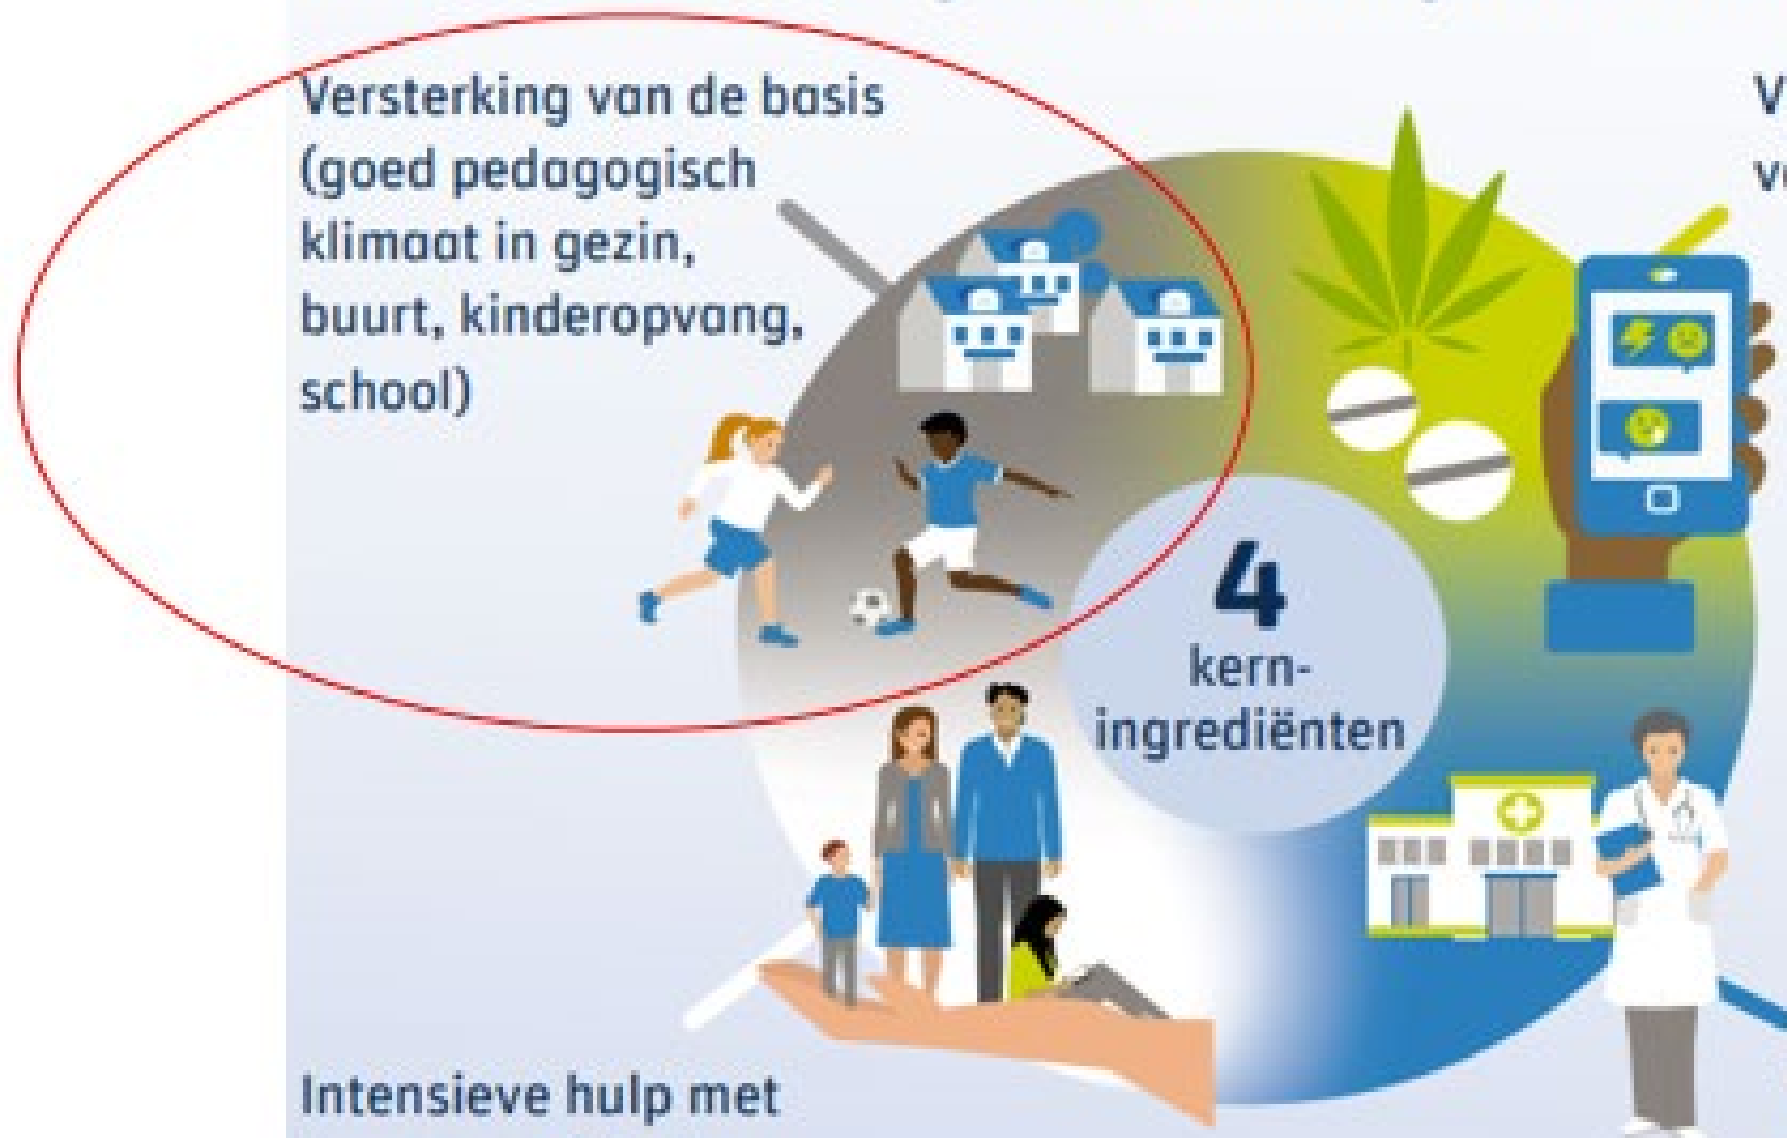 Versterking van de basis
(goed pedagogisch
klimaat in gezin,
buurt, kinderopvang,
school)
4
kern-
ingrediënten
Intensieve hulp met